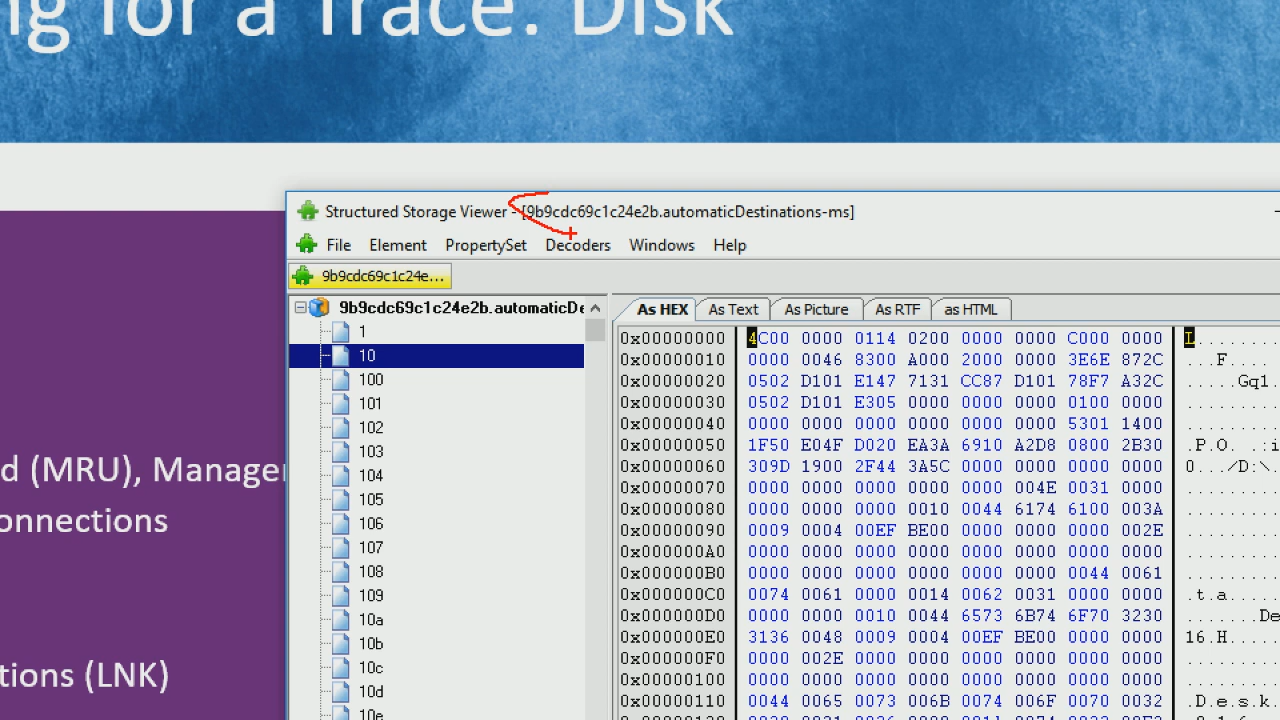 ng for a Trace: Disk
Structured Storage Viewer - [9b9cdc69c1c24e2b.automaticDestinations-ms]
File Element PropertySet Decoders Windows Help
9b9cdc69c1c24e...
9b9cdc69c1c24e2b.automaticDe
As HEX As Text As Picture As RTF as HTML
1
10
100
101
102
103
104
105
106
107
108
109
10a
10b
10c
10d
10e
0x00000000 4C00 0000 0114 0200 0000 0000 C000 0000 L.........
0x00000010 0000 0046 8300 A000 2000 0000 3E6E 872C ...F....
0x00000020 0502 D101 E147 7131 CC87 D101 78F7 A32C .....Gq1.
0x00000030 0502 D101 E305 0000 0000 0000 0100 0000 ..........
0x00000040 0000 0000 0000 0000 0000 0000 5301 1400 ..........
0x00000050 1F50 E04F D020 EA3A 6910 A2D8 0800 2B30 .P.O. .:i
0x00000060 309D 1900 2F44 3A5C 0000 0000 0000 0000 0.../D:\.
0x00000070 0000 0000 0000 0000 0000 004E 0031 0000 ..........
0x00000080 0000 0000 0010 0044 6174 6100 003A ..........
0x00000090 0009 0004 00EF BE00 0000 0000 0000 002E ..........
0x000000A0 0000 0000 0000 0000 0000 0000 0000 0000 ..........
0x000000B0 0000 0000 0000 0000 0000 0000 0044 0061 ..........
0x000000C0 0074 0061 0000 0014 0062 0031 0000 0000 .t.a......
0x000000D0 0000 0000 0010 0044 6573 6B74 6F70 3230 .......De
0x000000E0 3136 0048 0009 0004 00EF BE00 0000 0000 16.H......
0x000000F0 0000 002E 0000 0000 0000 0000 0000 0000 ..........
0x00000100 0000 0000 0000 0000 0000 0000 0000 0000 ..........
0x00000110 0044 0065 0073 006B 0074 006F 0070 0032 .D.e.s.k.
d (MRU), Manager
onnections
tions (LNK)